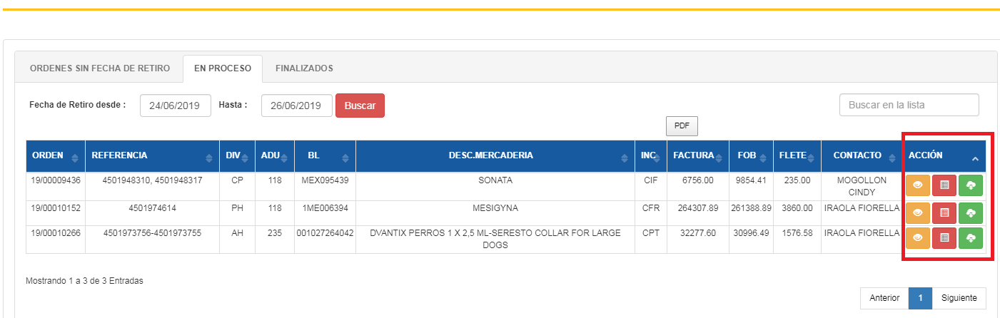 ORDENES SIN FECHA DE RETIRO EN PROCESO FINALIZADOS
Fecha de Retiro desde : 24/06/2019 Hasta : 26/06/2019 Buscar Buscar en la lista
PDF
ORDEN REFERENCIA DIV ADU BL DESC.MERCADERIA INC FACTURA FOB FLETE CONTACTO ACCIÓN
19/00009436 4501948310, 4501948317 CP 118 MEX095439 SONATA CIF 6756.00 9854.41 235.00 MOGOLLON
CINDY
19/00010152 4501974614 PH 118 1ME006394 MESIGYNA CFR 264307.89 261388.89 3860.00 IRAOLA FIORELLA
19/00010266 4501973756-4501973755 AH 235 001027264042 DVANTIX PERROS 1 X 2,5 ML-SERESTO COLLAR FOR LARGE CPT 32277.60 30996.49 1576.58 IRAOLA FIORELLA
DOGS
Mostrando 1 a 3 de 3 Entradas
Anterior 1 Siguiente